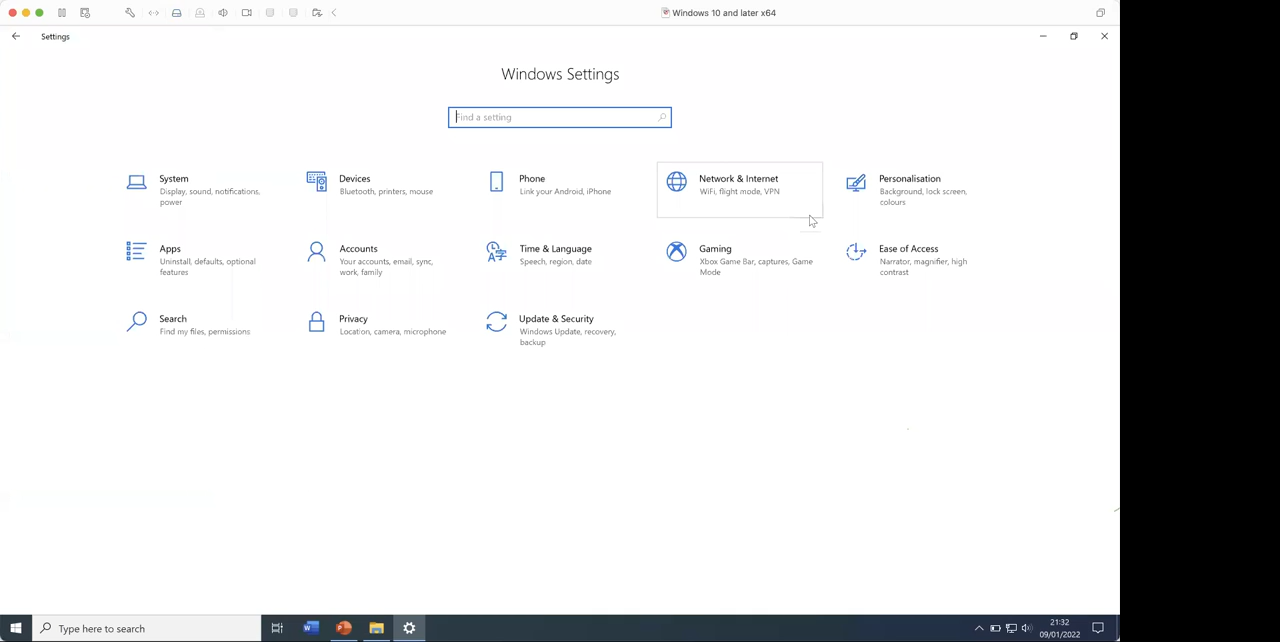 Windows 10 and later x64
Settings
Windows Settings
Find a setting
System
Display, sound, notifications,
power
Devices
Bluetooth, printers, mouse
Phone
Link your Android, iPhone
Network & Internet
WiFi, flight mode, VPN
Personalisation
Background, lock screen,
colours
Apps
Uninstall, defaults, optional
features
Accounts
Your accounts, email, sync,
work, family
Time & Language
Speech, region, date
Gaming
Xbox Game Bar, captures, Game
Mode
Ease of Access
Narrator, magnifier, high
contrast
Search
Find my files, permissions
Privacy
Location, camera, microphone
Update & Security
Windows Update, recovery,
backup
Type here to search
21:32
09/01/2022